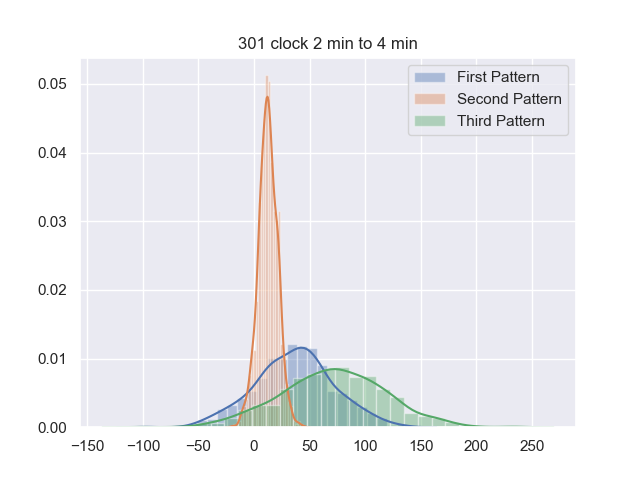 301 clock 2 min to 4 min
First Pattern
Second Pattern
Third Pattern
0.05
0.04
0.03
0.02
0.01
0.00
−150 −100 −50 0 50 100 150 200 250